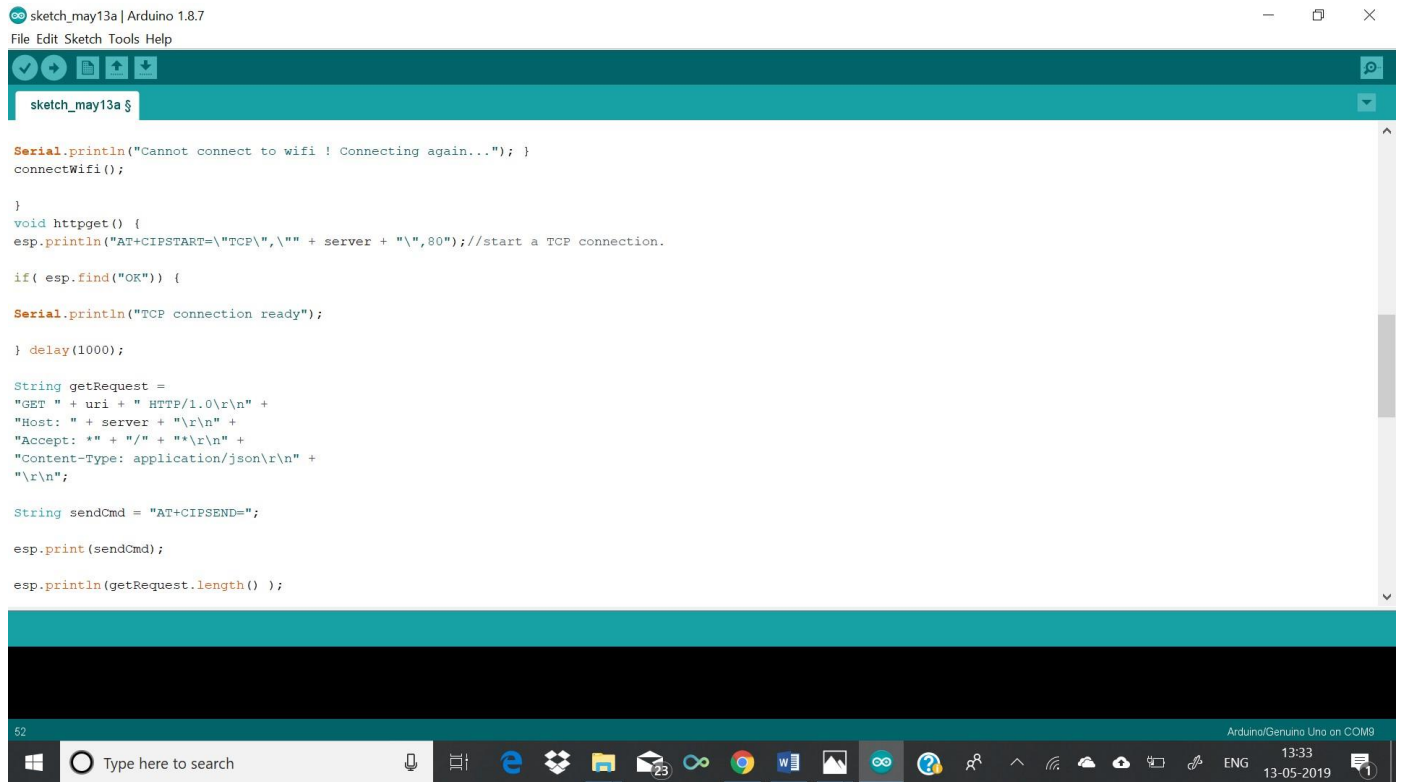 sketch_may13a | Arduino 1.8.7
File Edit Sketch Tools Help
sketch_may13a §
Serial.println("Cannot connect to wifi ! Connecting again..."); }
connectWifi();
}
void httpget() {
esp.println("AT+CIPSTART=\"TCP\",\"" + server + "\",80");//start a TCP connection.
if( esp.find("OK")) {
Serial.println("TCP connection ready");
} delay(1000);
String getRequest =
"GET " + uri + " HTTP/1.0\r\n" +
"Host: " + server + "\r\n" +
"Accept: *" + "/" + "*\r\n" +
"Content-Type: application/json\r\n" +
"\r\n";
String sendCmd = "AT+CIPSEND=";
esp.print(sendCmd);
esp.println(getRequest.length() );
52
Arduino/Genuino Uno on COM9
Type here to search
23
ENG
13:33
13-05-2019
1